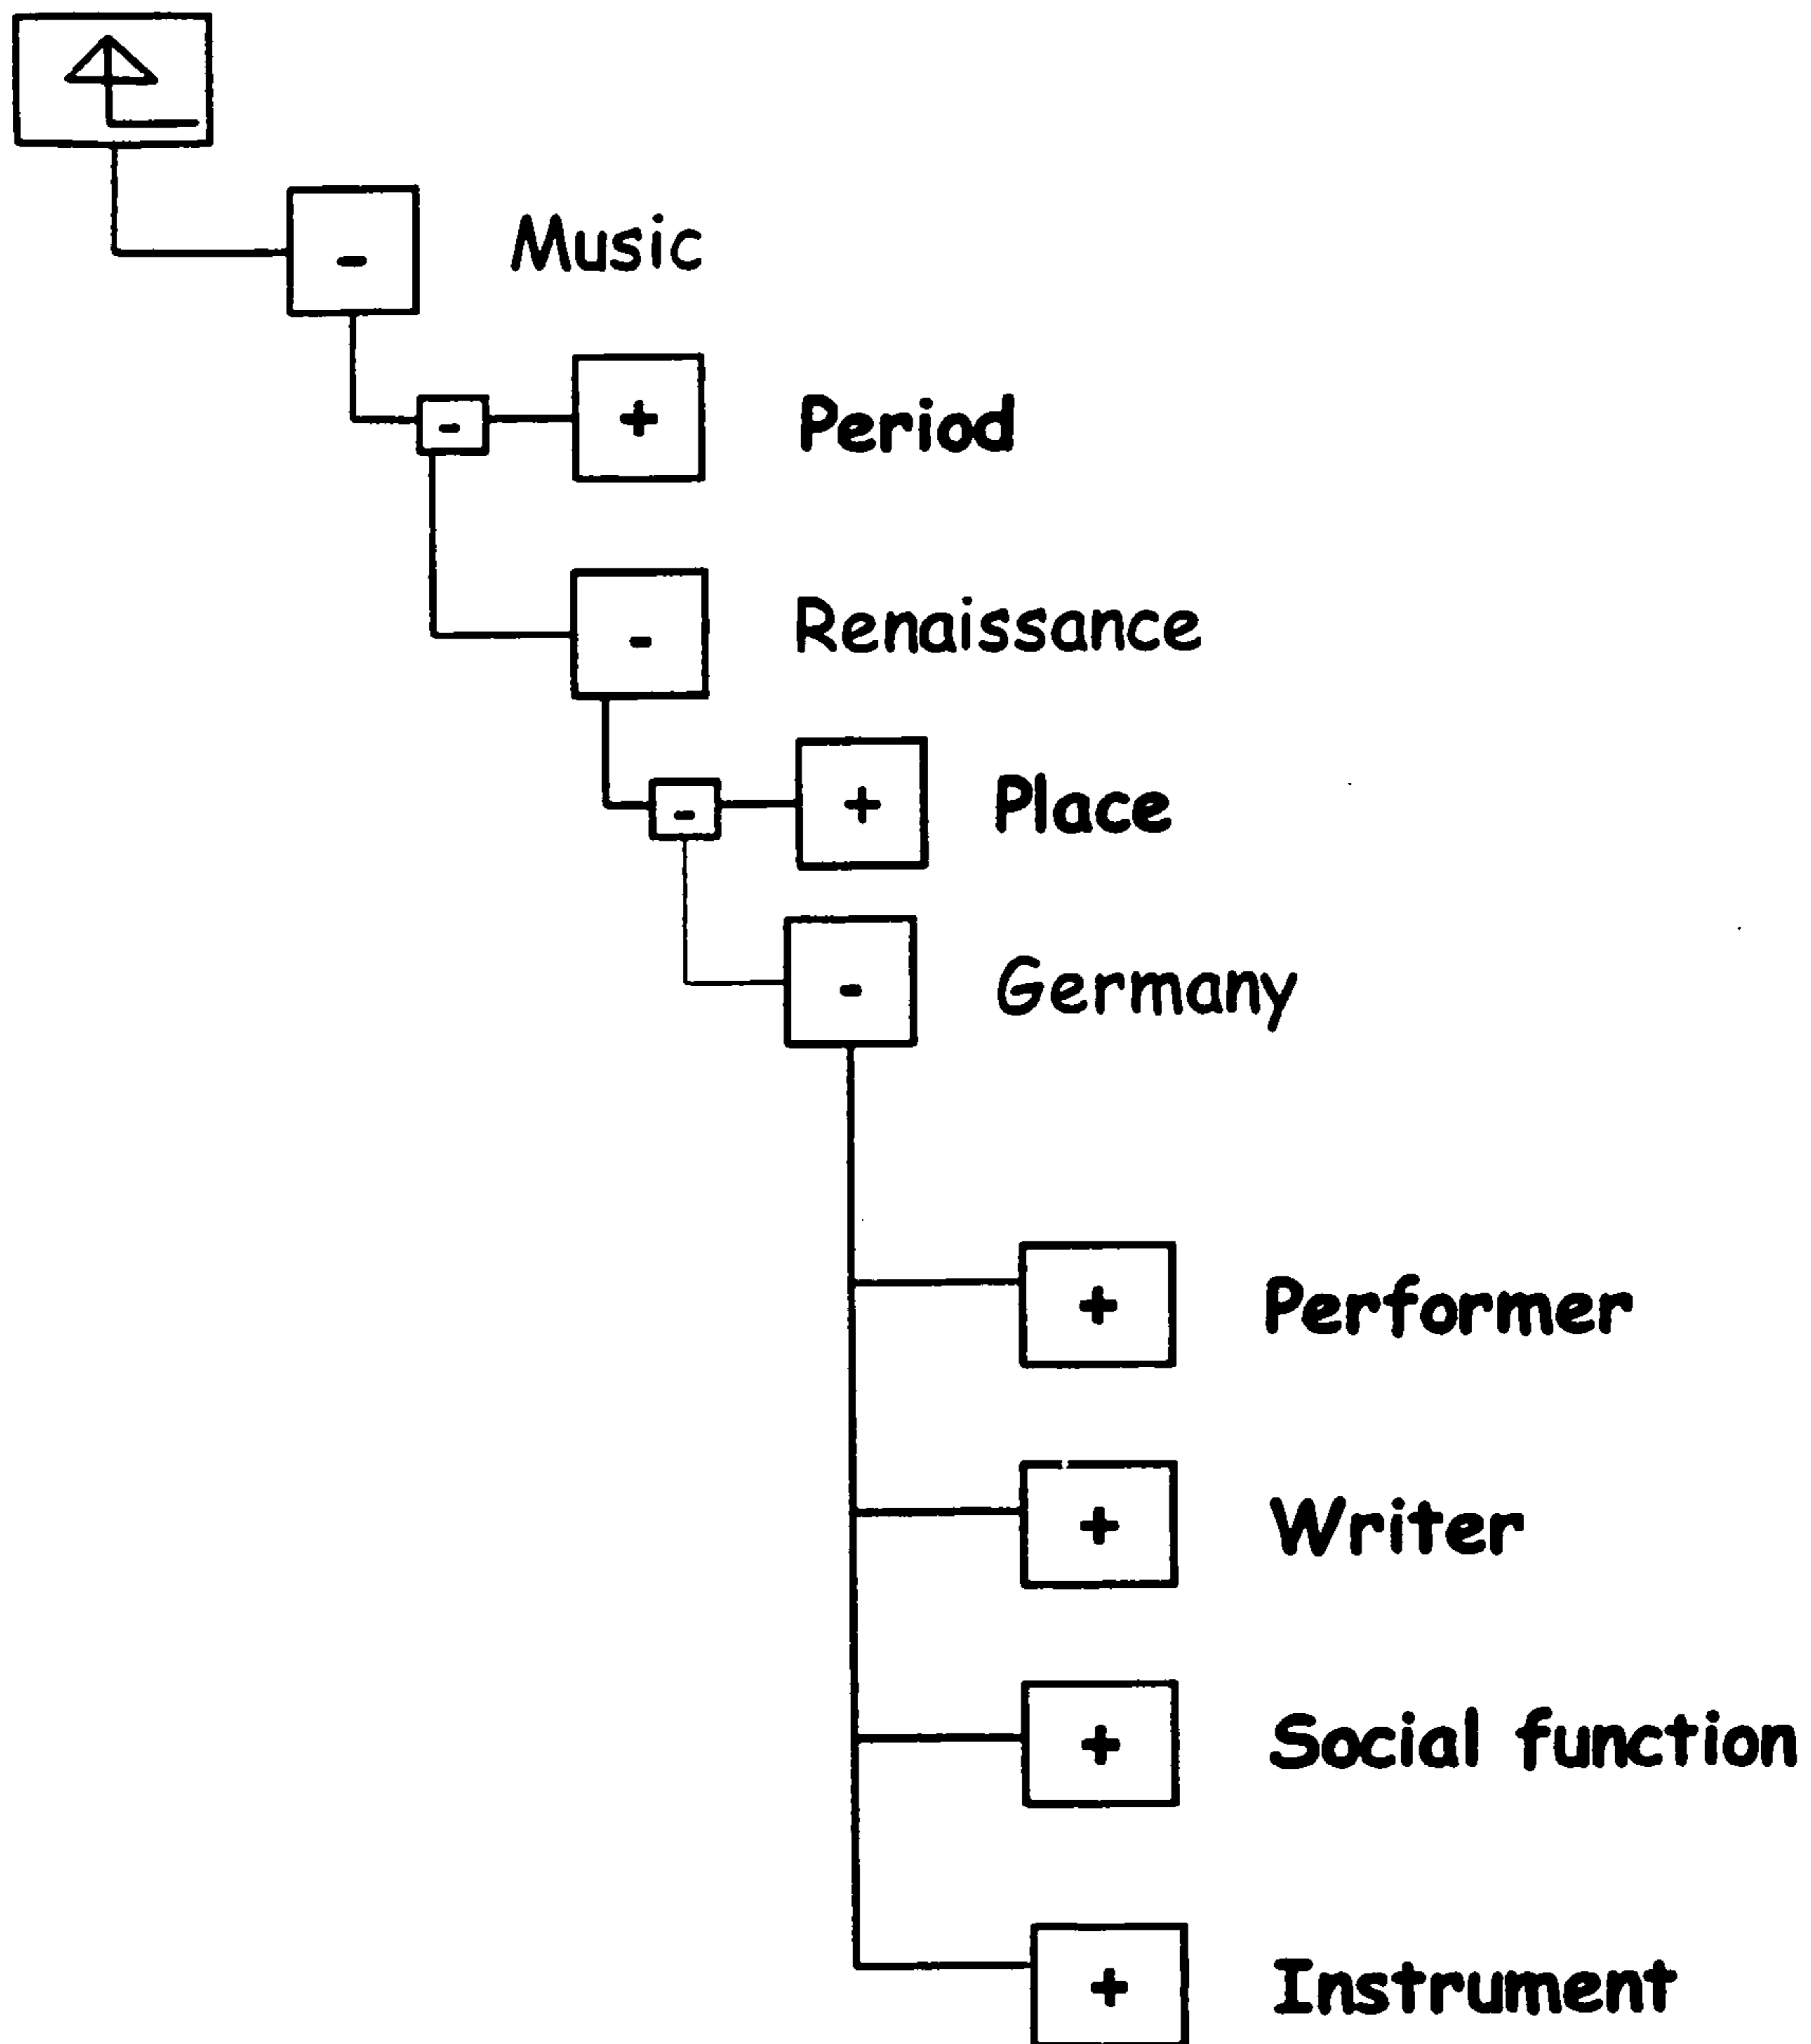 - Music
- + Period
- Renaissance
- + Place
- Germany
+ Performer
+ Writer
+ Social function
+ Instrument